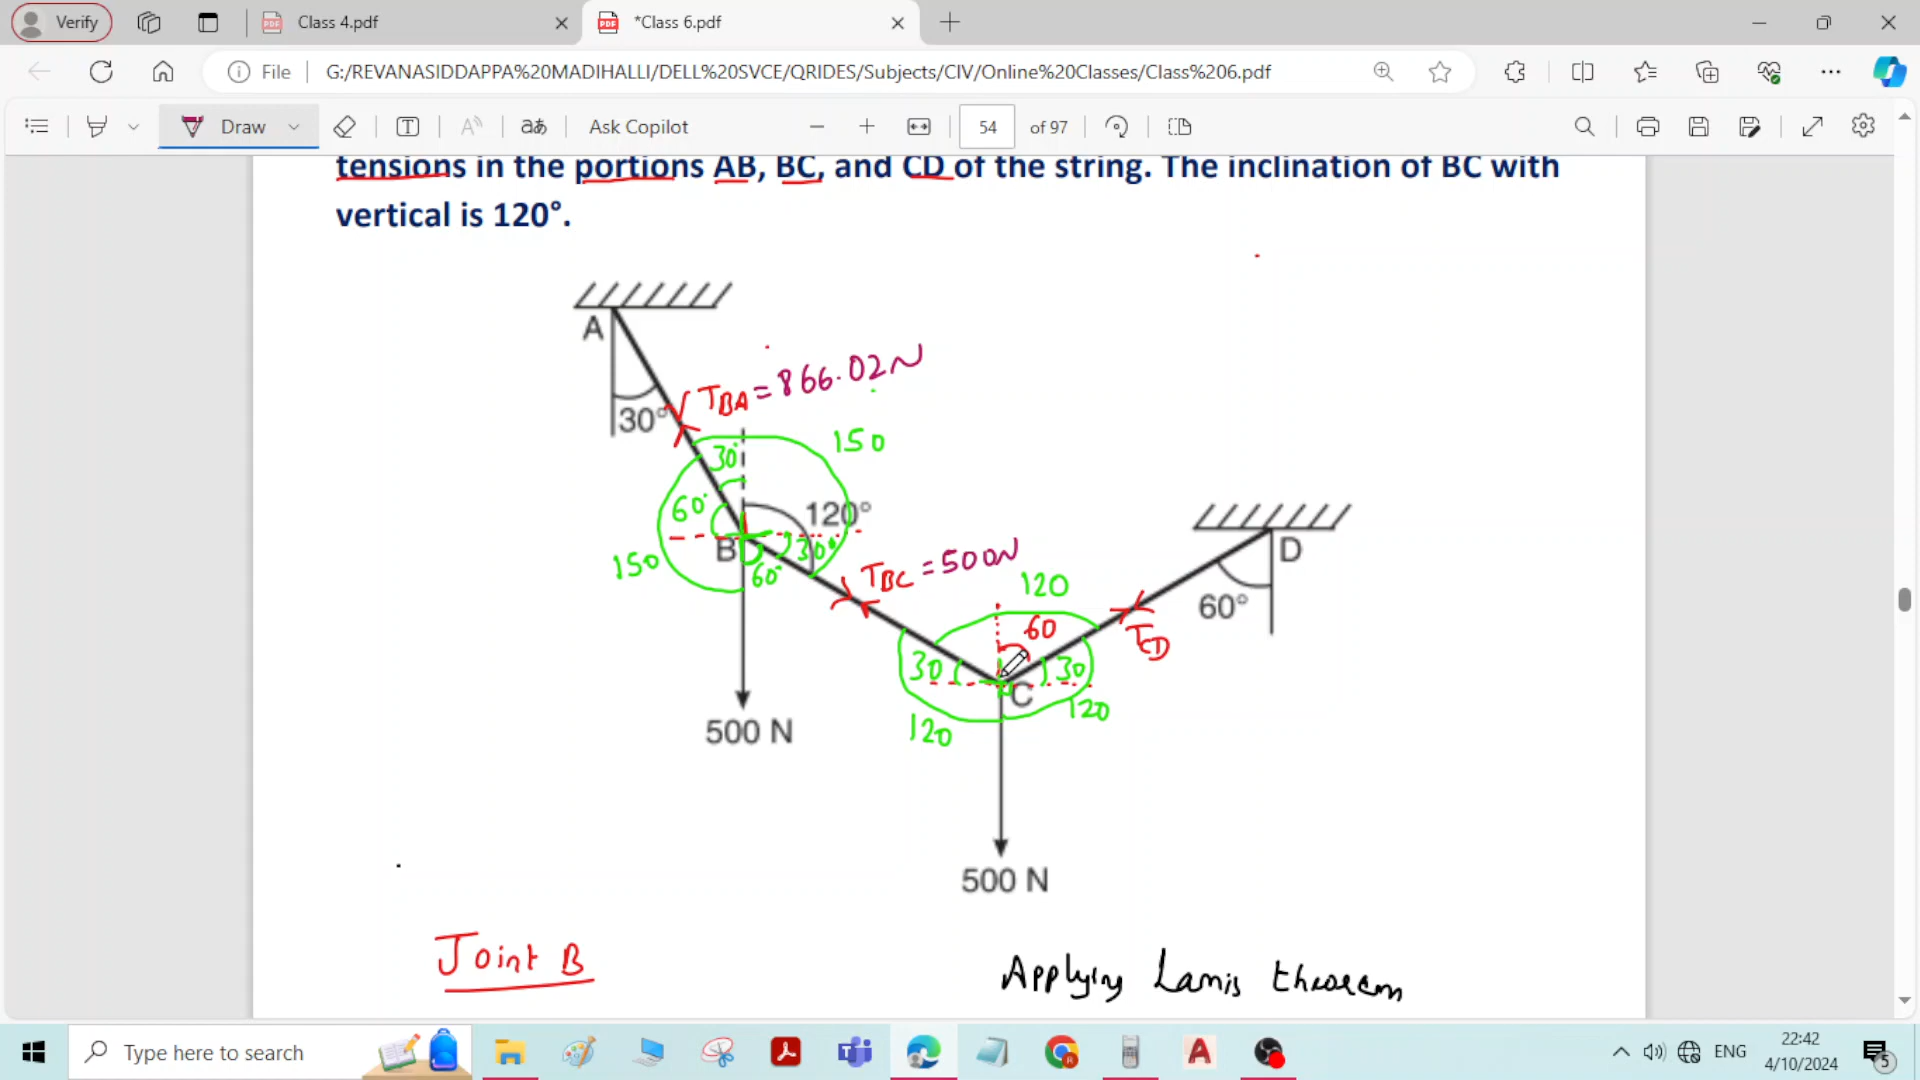 Verify
Class 4.pdf
*Class 6.pdf
File
G:/REVANASIDDAPPA%20MADIHALLI/DELL%20SVCE/QRIDES/Subjects/CIV/Online%20Classes/Class%206.pdf
Draw
Ask Copilot
54 of 97
tensions in the portions AB, BC, and CD of the string. The inclination of BC with
vertical is 120°.
A
30°
TBA = 866.02N
30°
150
60°
120°
B
30°
150
60°
TBC = 500N
120
D
60°
60
TCD
30
30
C
120
120
500 N
500 N
Joint B
Applying Lamis theorem
Type here to search
ENG
22:42
4/10/2024
5